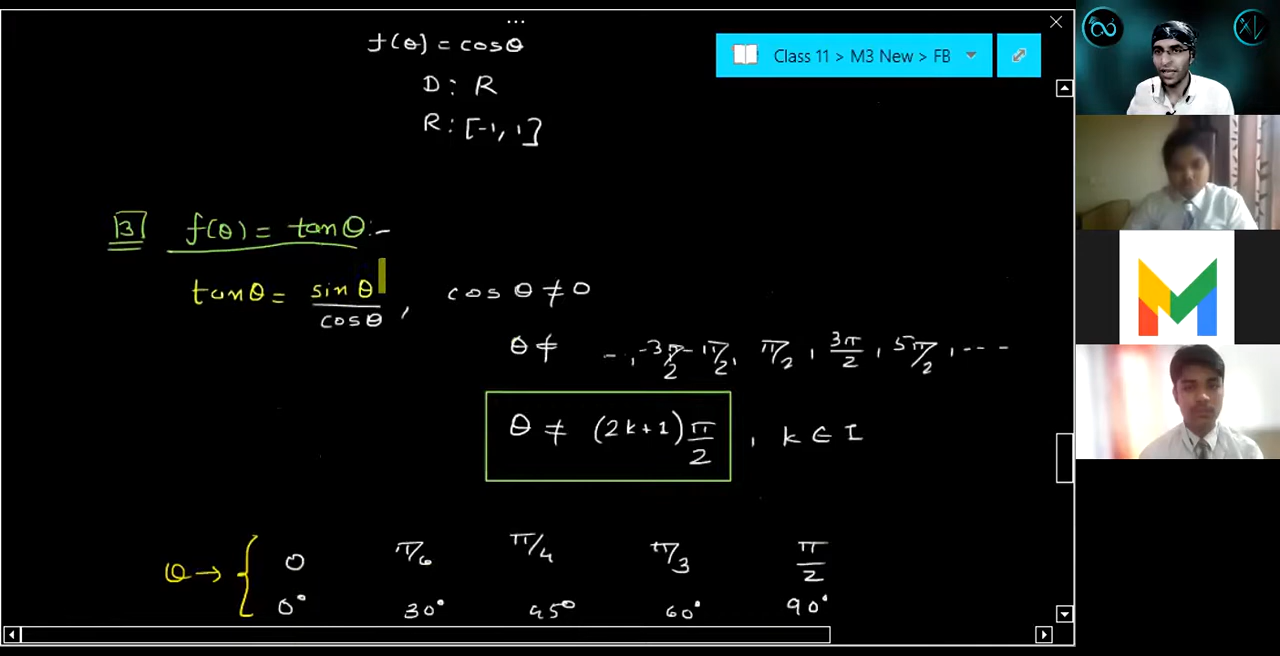 ...
f(θ) = cosθ
Class 11 > M3 New > FB
D: R
R: [-1, 1]
3 f(θ) = tanθ:-
tanθ = sinθ/cosθ, cosθ ≠ 0
θ ≠ --, -3π/2 -1π/2, π/2, 3π/2, 5π/2, ----
θ ≠ (2k+1)π/2, k ∈ I
θ → { 0 π/6 π/4 π/3 π/2
0° 30° 45° 60° 90°